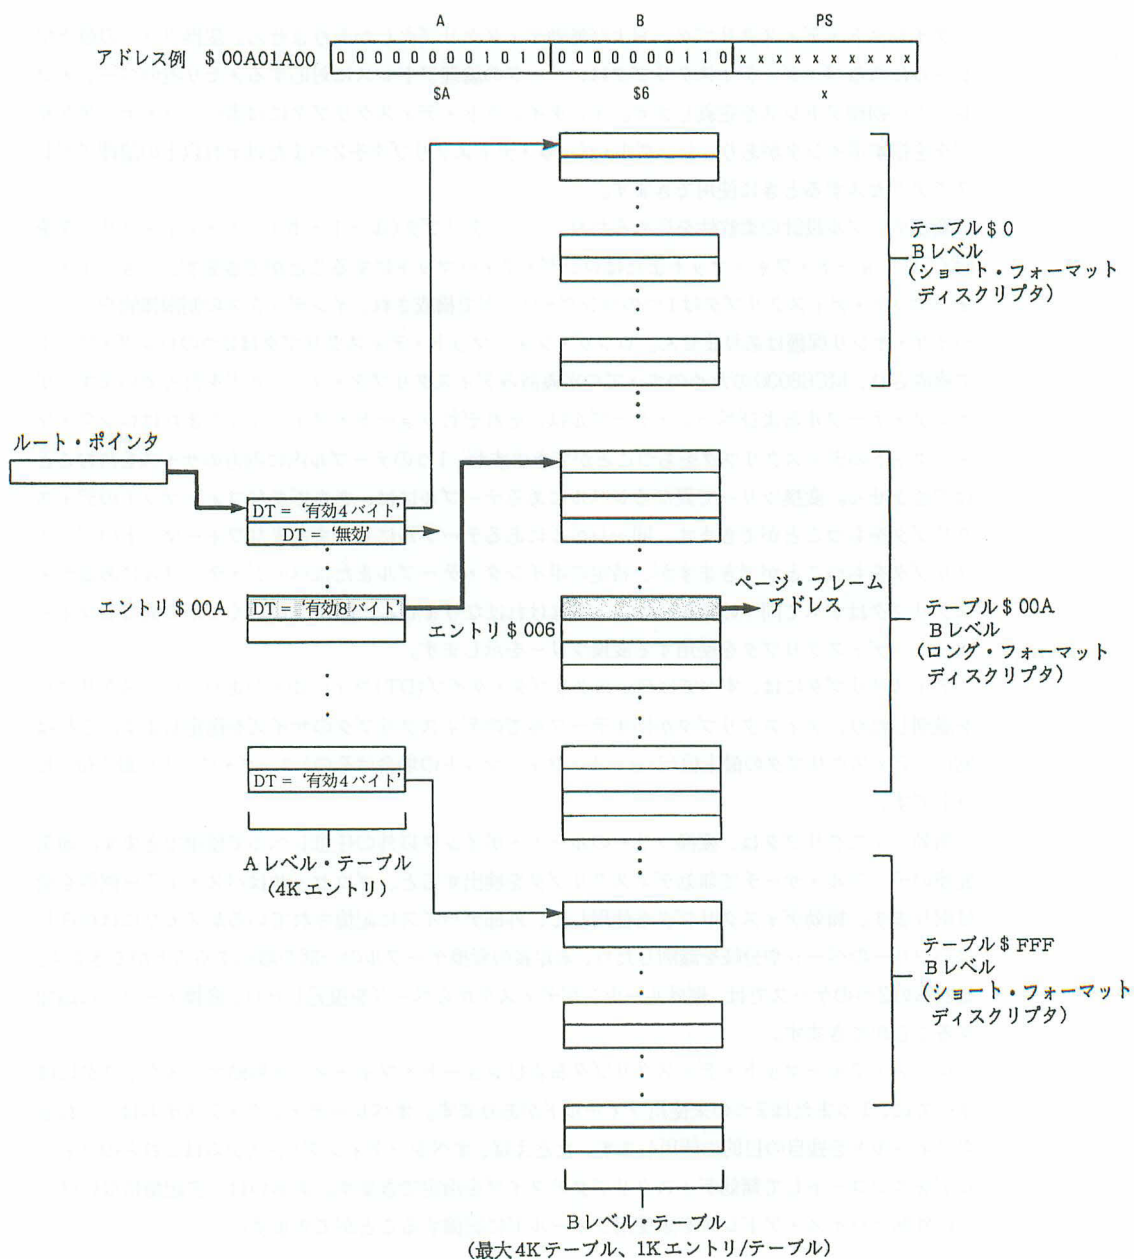 A B PS
アドレス例 $ 00A01A00 0 0 0 0 0 0 0 0 1 0 1 0 0 0 0 0 0 0 0 1 1 0 x x x x x x x x x x
$A $6 x
テーブル$ 0
Bレベル
(ショート・フォーマット
ディスクリプタ)
ルート・ポインタ
DT = '有効4バイト'
DT = '無効'
エントリ$ 00A DT = '有効8バイト'
エントリ$ 006
ページ・フレーム
アドレス
テーブル$ 00A
Bレベル
(ロング・フォーマット
ディスクリプタ)
DT = '有効4バイト'
Aレベル・テーブル
(4Kエントリ)
テーブル$ FFF
Bレベル
(ショート・フォーマット
ディスクリプタ)
Bレベル・テーブル
(最大4Kテーブル、1Kエントリ/テーブル)